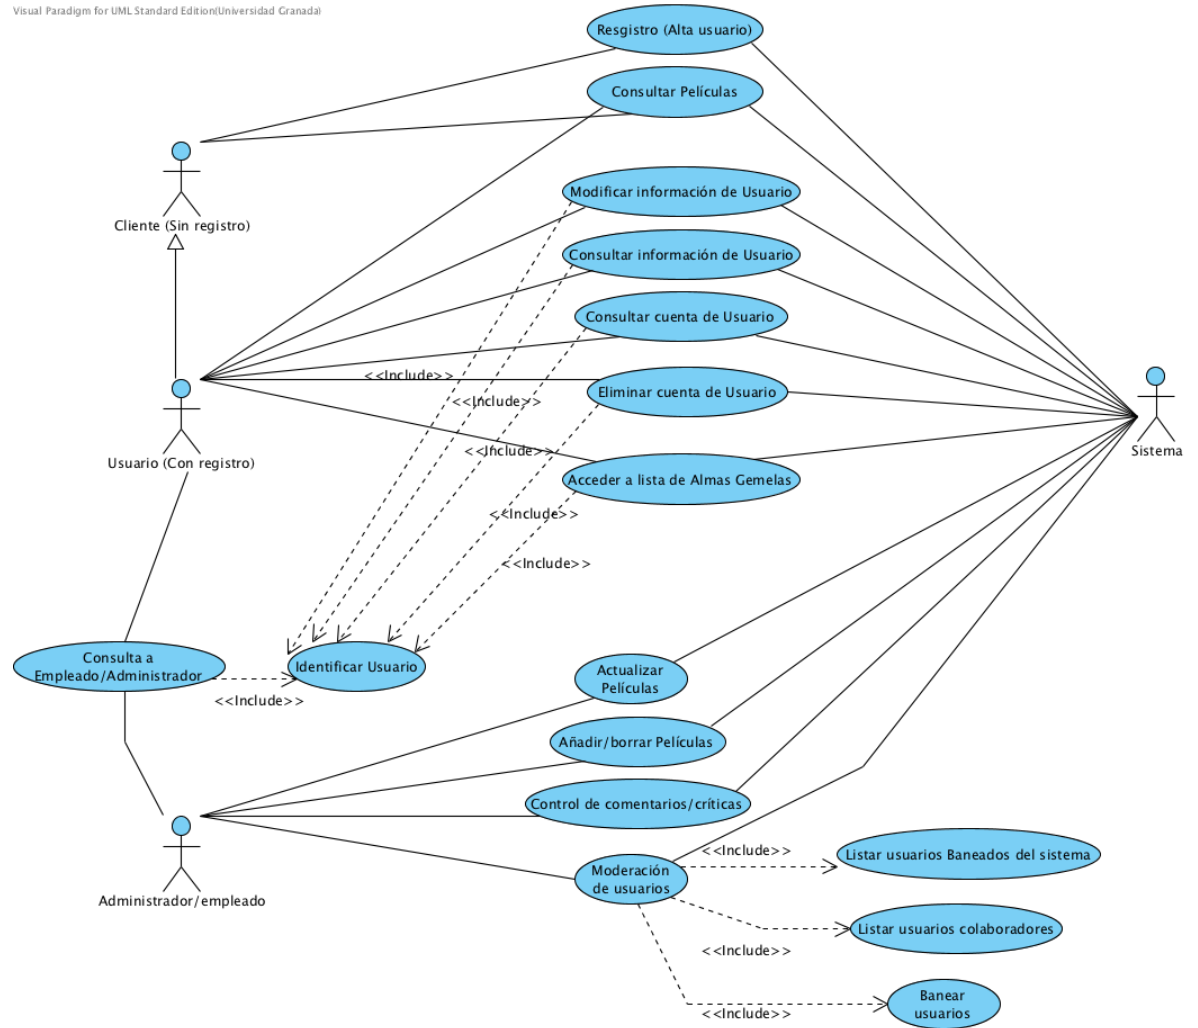 Visual Paradigm for UML Standard Edition(Universidad Granada)
Resgistro (Alta usuario)
Consultar Películas
Cliente (Sin registro)
Modificar información de Usuario
Consultar información de Usuario
Consultar cuenta de Usuario
<<Include>>
Eliminar cuenta de Usuario
<<Include>>
Usuario (Con registro)
Sistema
<<Include>>
Acceder a lista de Almas Gemelas
<<Include>>
<<Include>>
Consulta a
Empleado/Administrador
Identificar Usuario
<<Include>>
Actualizar
Películas
Añadir/borrar Películas
Control de comentarios/críticas
Administrador/empleado
Moderación
de usuarios
<<Include>>
Listar usuarios Baneados del sistema
Listar usuarios colaboradores
<<Include>>
Banear
usuarios
<<Include>>